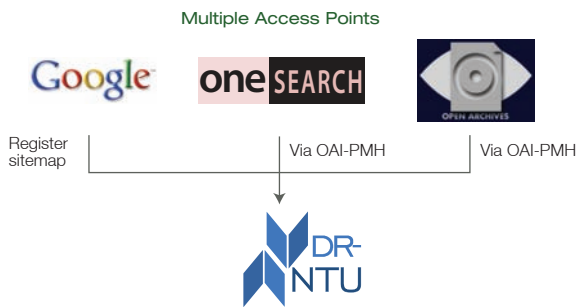 Multiple Access Points
Google
one SEARCH
OPEN ARCHIVES
Register
sitemap
Via OAI-PMH
Via OAI-PMH
DR-
NTU